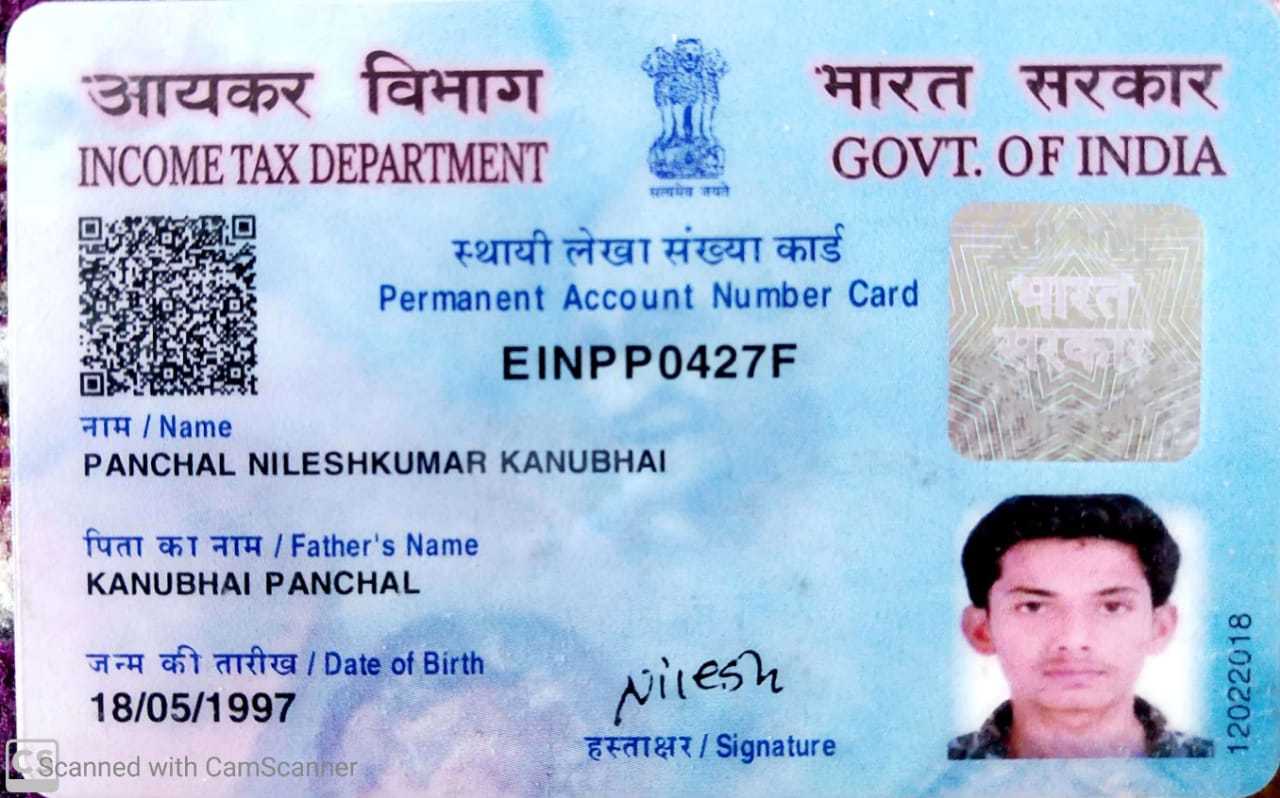 आयकर विभाग
INCOME TAX DEPARTMENT
सत्यमेव जयते
भारत सरकार
GOVT. OF INDIA
स्थायी लेखा संख्या कार्ड
Permanent Account Number Card
EINPP0427F
भारत
सरकार
नाम / Name
PANCHAL NILESHKUMAR KANUBHAI
पिता का नाम / Father's Name
KANUBHAI PANCHAL
जन्म की तारीख / Date of Birth
18/05/1997
Nilesh
हस्ताक्षर / Signature
12022018
CS Scanned with CamScanner